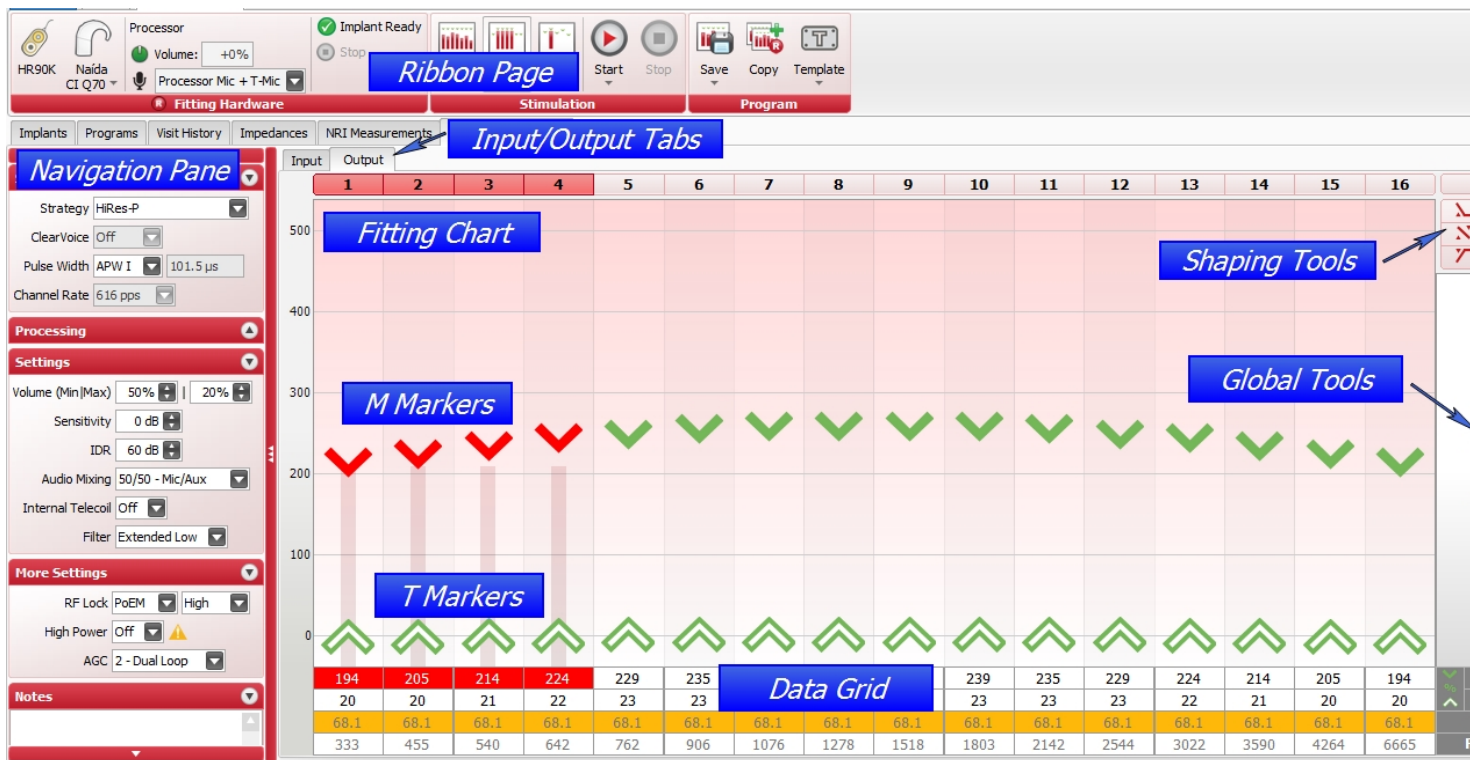 Processor
Implant Ready
Volume: +0%
Stop
HR90K
Naída
CI Q70
Processor Mic + T-Mic
Ribbon Page
Start
Stop
Save
Copy
Template
R Fitting Hardware
Stimulation
Program
Implants Programs Visit History Impedances NRI Measurements
Input/Output Tabs
Input Output
Navigation Pane
1 2 3 4 5 6 7 8 9 10 11 12 13 14 15 16
Strategy HiRes-P
ClearVoice Off
Pulse Width APW I 101.5 µs
Channel Rate 616 pps
Processing
Settings
Volume (Min|Max) 50% | 20%
Sensitivity 0 dB
IDR 60 dB
Audio Mixing 50/50 - Mic/Aux
Internal Telecoil Off
Filter Extended Low
More Settings
RF Lock PoEM High
High Power Off
AGC 2 - Dual Loop
Notes
500
400
300
200
100
0
Fitting Chart
Shaping Tools
Global Tools
M Markers
T Markers
Data Grid
194 205 214 224 229 235 239 235 229 224 214 205 194
20 20 21 22 23 23 23 23 23 22 21 20 20
68.1 68.1 68.1 68.1 68.1 68.1 68.1 68.1 68.1 68.1 68.1 68.1 68.1 68.1 68.1 68.1
333 455 540 642 762 906 1076 1278 1518 1803 2142 2544 3022 3590 4264 6665